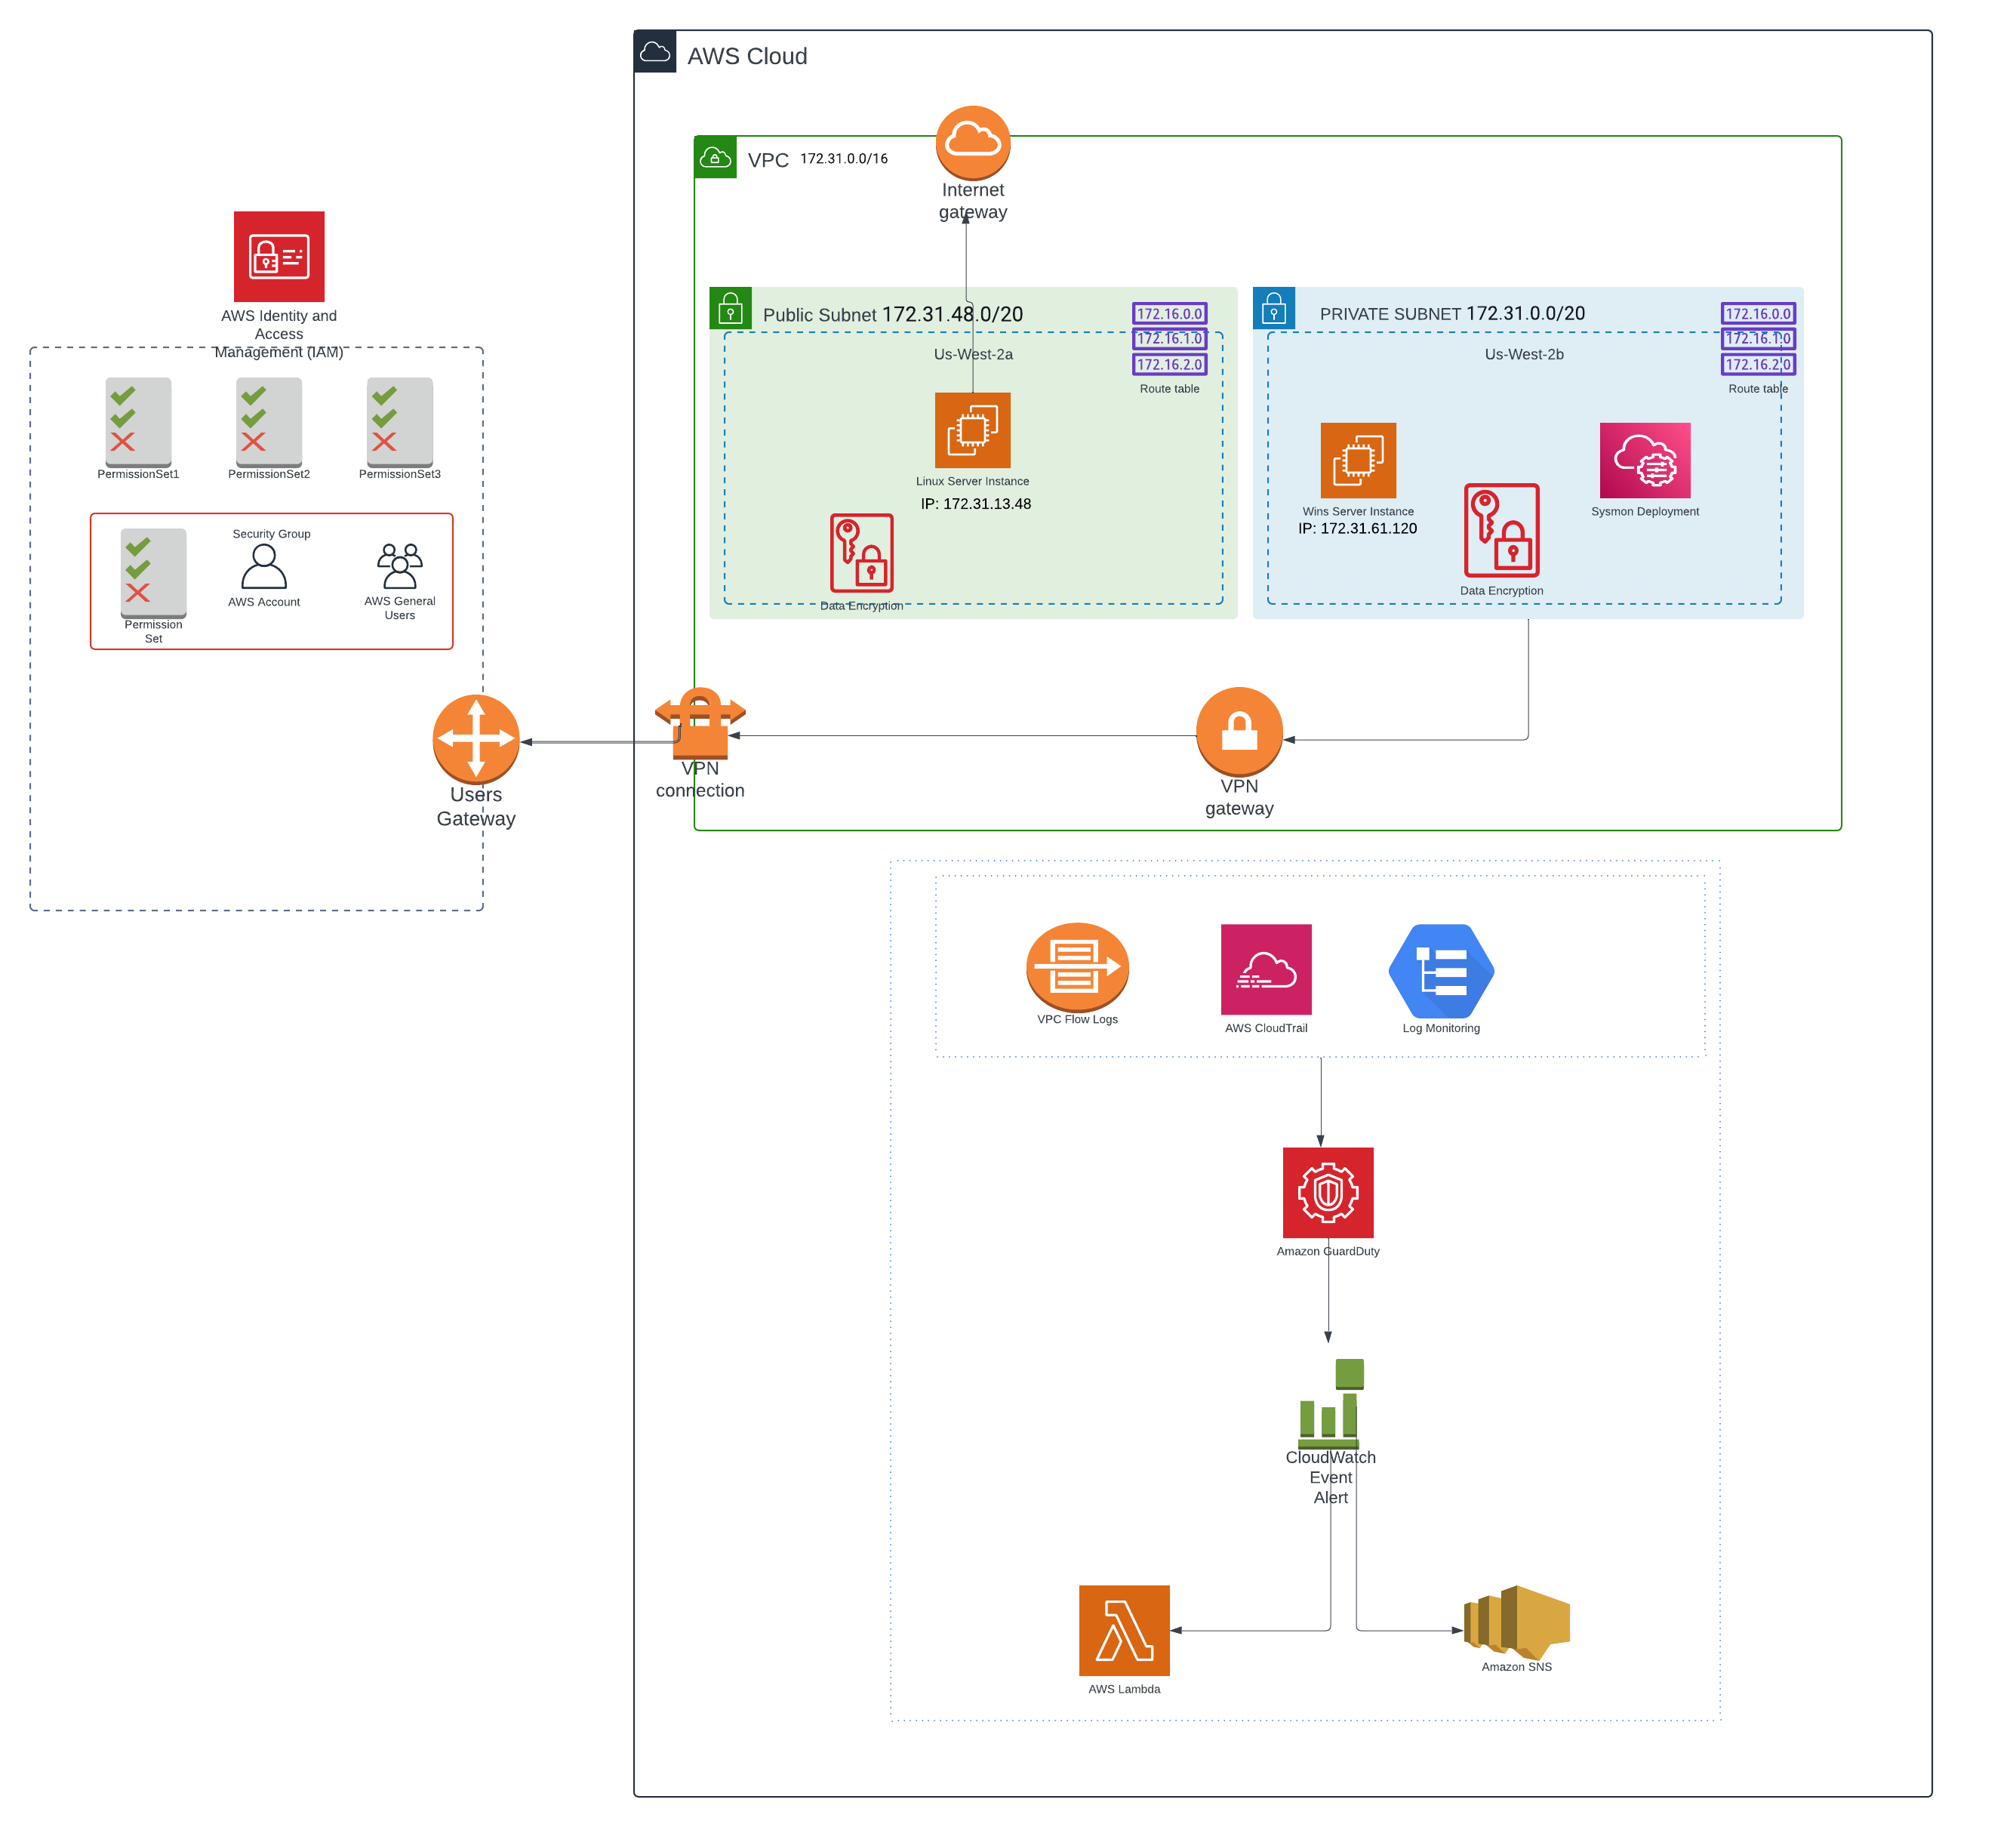 AWS Cloud
VPC 172.31.0.0/16
Internet
gateway
AWS Identity and
Access
Management (IAM)
PermissionSet1
PermissionSet2
PermissionSet3
Security Group
Permission
Set
AWS Account
AWS General
Users
Users
Gateway
Public Subnet 172.31.48.0/20
172.16.0.0
172.16.1.0
172.16.2.0
Route table
Us-West-2a
Linux Server Instance
IP: 172.31.13.48
Data Encryption
PRIVATE SUBNET 172.31.0.0/20
172.16.0.0
172.16.1.0
172.16.2.0
Route table
Us-West-2b
Wins Server Instance
IP: 172.31.61.120
Sysmon Deployment
Data Encryption
VPN
connection
VPN
gateway
VPC Flow Logs
AWS CloudTrail
Log Monitoring
Amazon GuardDuty
CloudWatch
Event
Alert
AWS Lambda
Amazon SNS